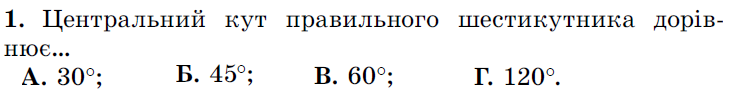 1. Центральний кут правильного шестикутника дорів-
нює...
А. 30°; Б. 45°; В. 60°; Г. 120°.